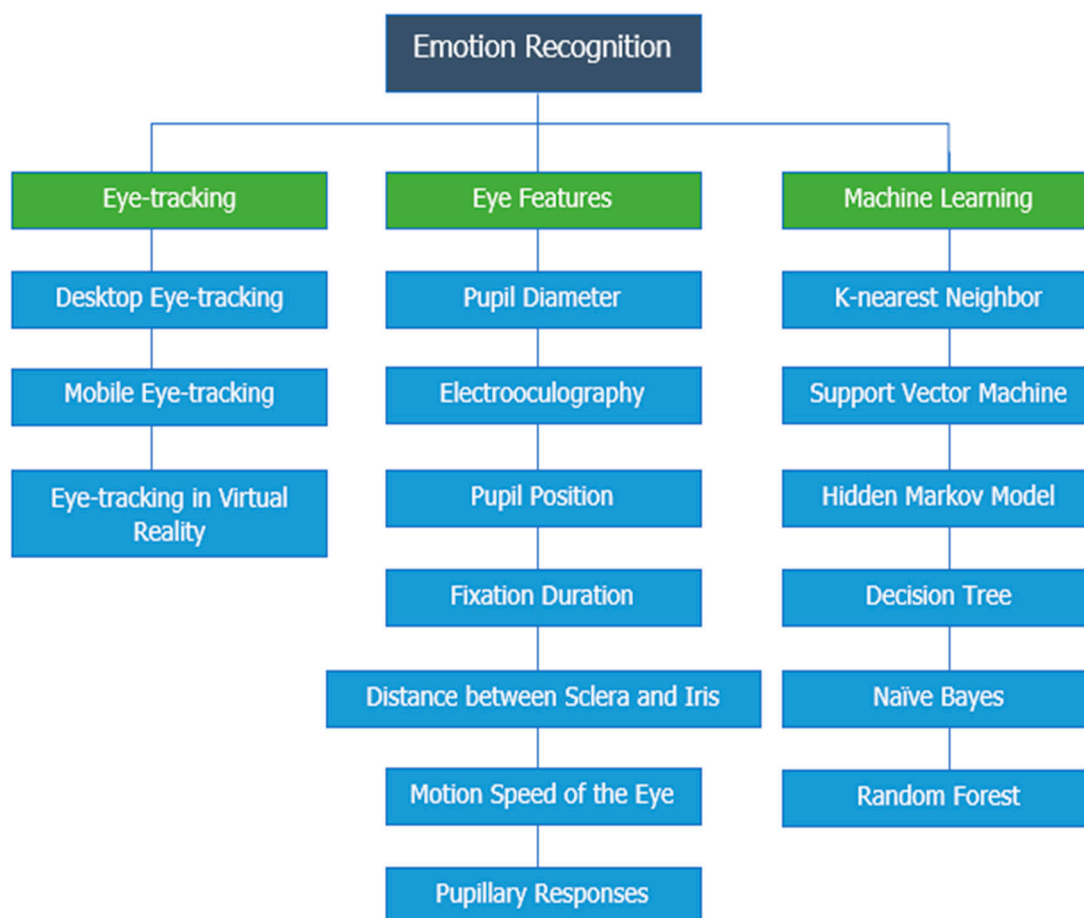 Emotion Recognition
Eye-tracking
Desktop Eye-tracking
Mobile Eye-tracking
Eye-tracking in Virtual
Reality
Eye Features
Pupil Diameter
Electrooculography
Pupil Position
Fixation Duration
Distance between Sclera and Iris
Motion Speed of the Eye
Pupillary Responses
Machine Learning
K-nearest Neighbor
Support Vector Machine
Hidden Markov Model
Decision Tree
Naïve Bayes
Random Forest